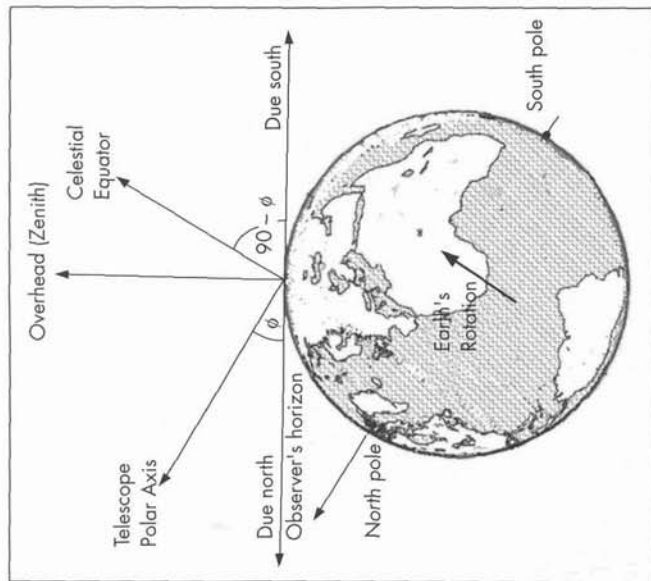 Overhead (Zenith)
Celestial
Equator
Telescope
Polar Axis
90 – ϕ
ϕ
Due north
Due south
Observer's horizon
North pole
South pole
Earth's
Rotation